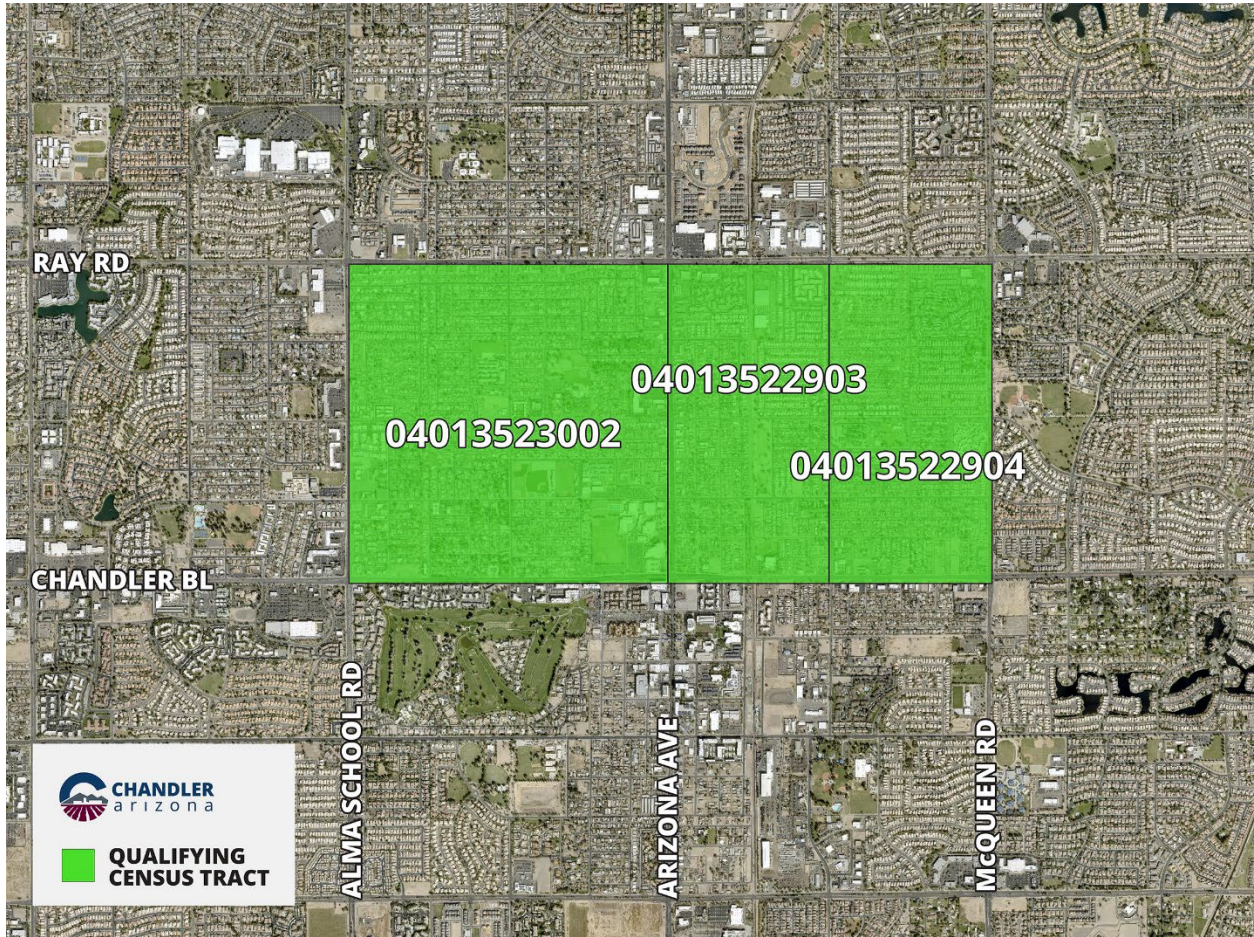 RAY RD
04013522903
04013523002
04013522904
CHANDLER BL
ALMA SCHOOL RD
ARIZONA AVE
McQUEEN RD
CHANDLER
arizona
QUALIFYING
CENSUS TRACT